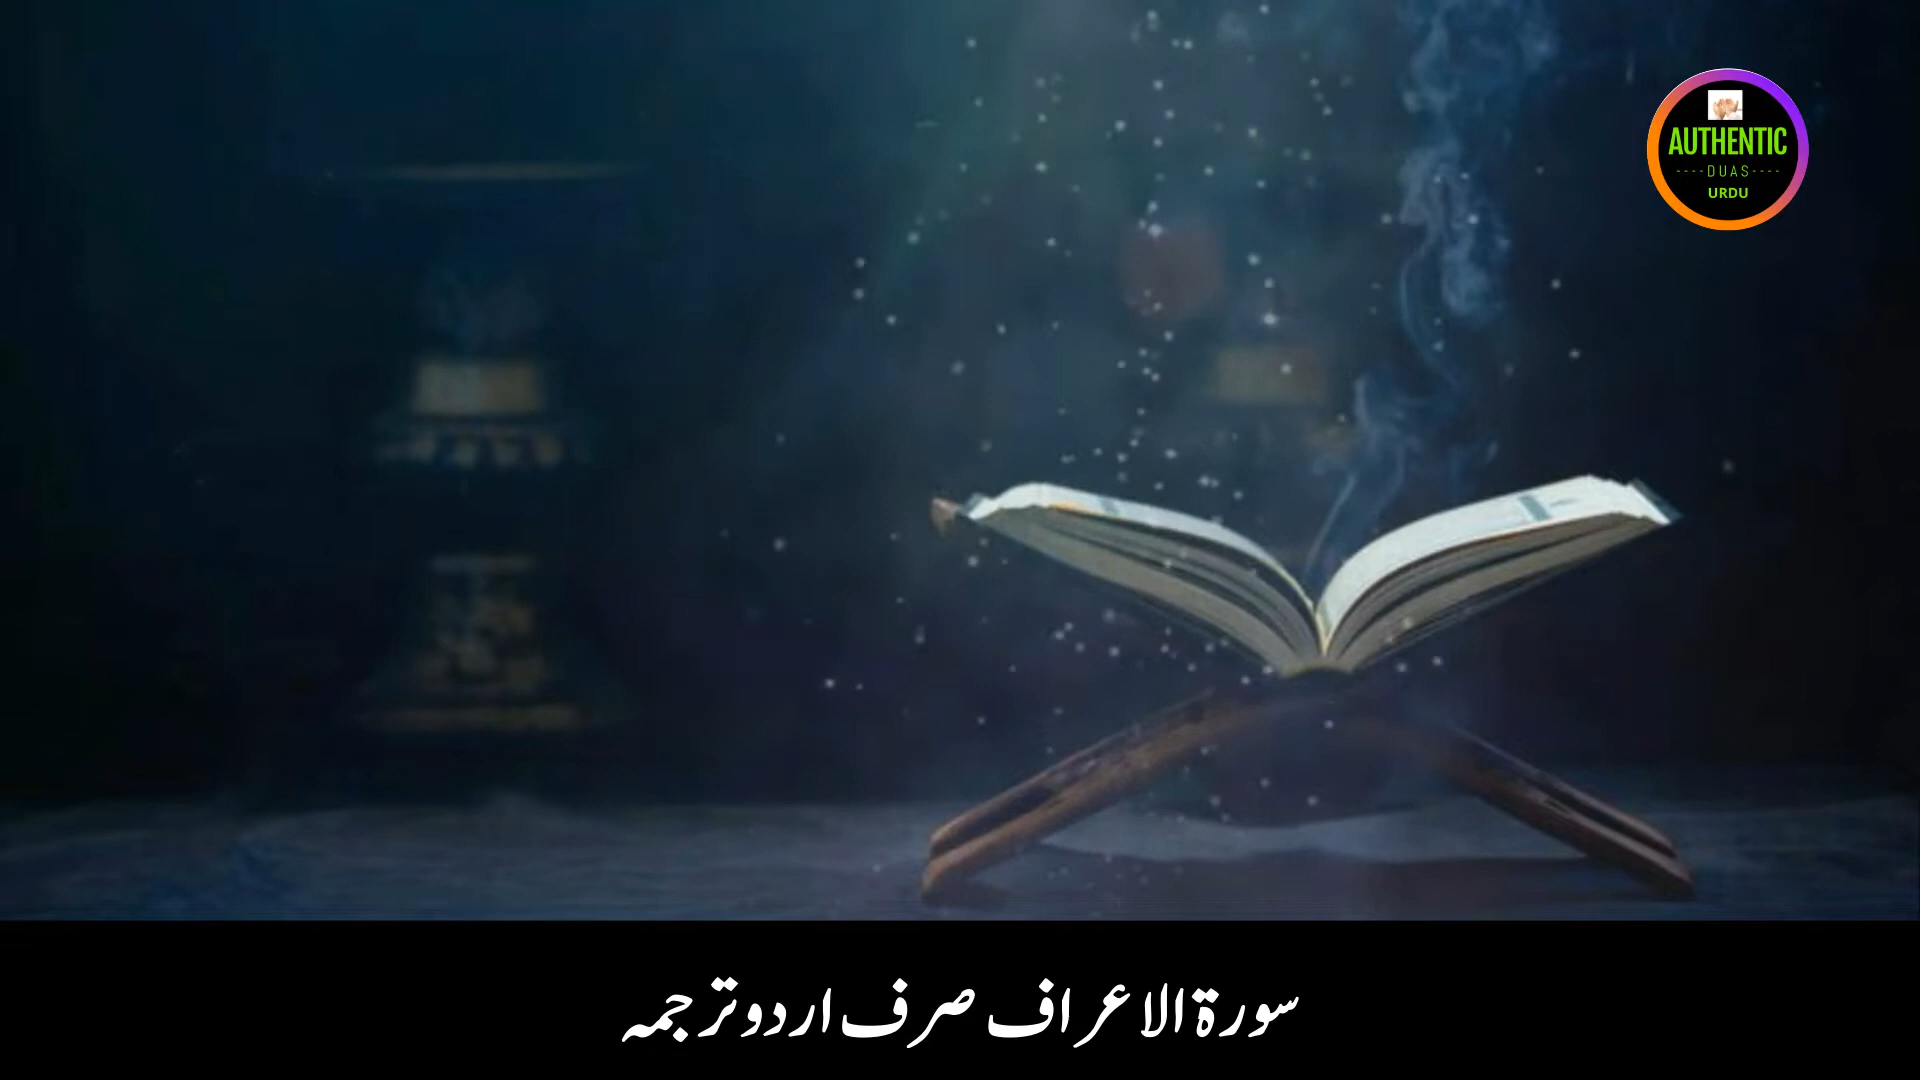 AUTHENTIC
----DUAS----
URDU
سورۃ الاعراف صرف اردو ترجمہ